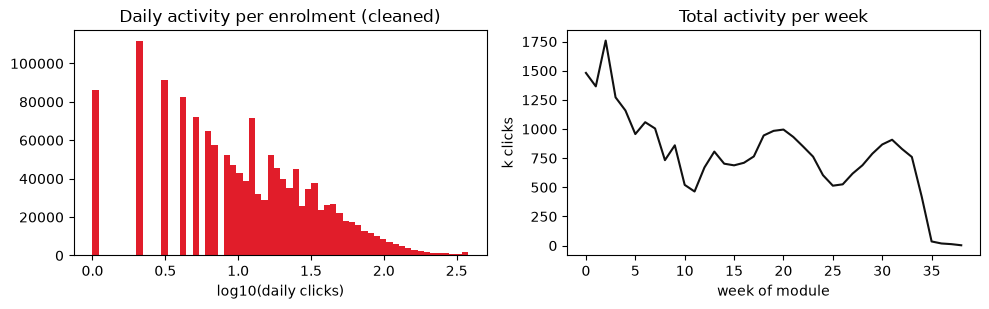 Daily activity per enrolment (cleaned)
100000
80000
60000
40000
20000
0
0.0 0.5 1.0 1.5 2.0 2.5
log10(daily clicks)
Total activity per week
k clicks
1750
1500
1250
1000
750
500
250
0
0 5 10 15 20 25 30 35
week of module